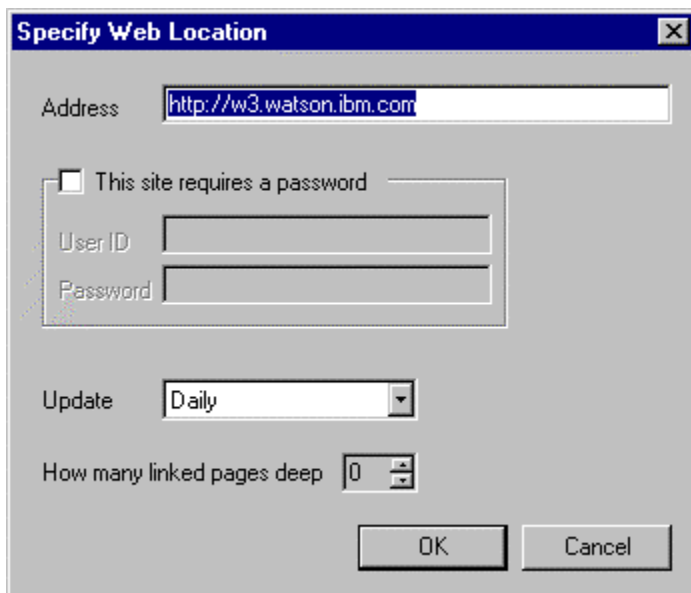 Specify Web Location
Address http://w3.watson.ibm.com
This site requires a password
User ID
Password
Update Daily
How many linked pages deep 0
OK Cancel